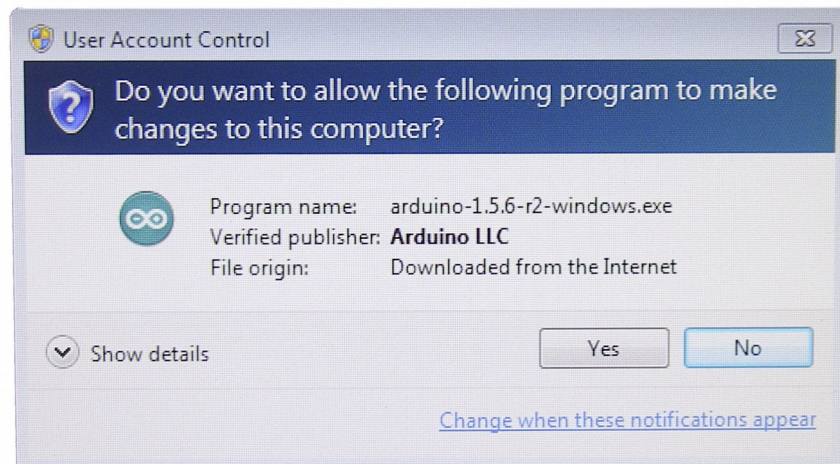 User Account Control
Do you want to allow the following program to make
changes to this computer?
Program name: arduino-1.5.6-r2-windows.exe
Verified publisher: Arduino LLC
File origin: Downloaded from the Internet
Show details
Yes
No
Change when these notifications appear